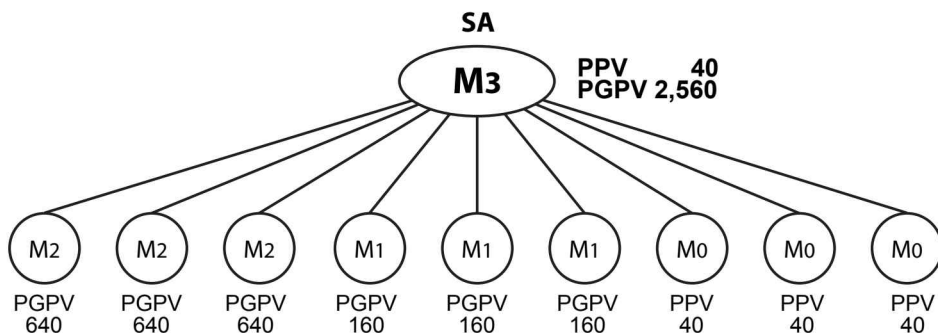 SA
M3
PPV 40
PGPV 2,560
M2 M2 M2 M1 M1 M1 M0 M0 M0
PGPV PGPV PGPV PGPV PGPV PGPV PPV PPV PPV
640 640 640 160 160 160 40 40 40